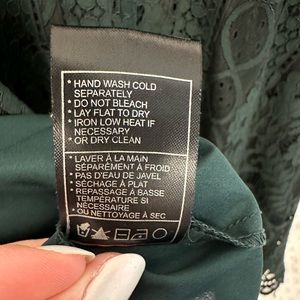 * HAND WASH COLD
SEPARATELY
* DO NOT BLEACH
* LAY FLAT TO DRY
* IRON LOW HEAT IF
NECESSARY
* OR DRY CLEAN
* LAVER À LA MAIN
SÉPARÉMENT À FROID
* PAS D'EAU DE JAVEL
* SÉCHAGE À PLAT
* REPASSAGE A BASSE
TEMPÉRATURE SI
NÉCESSAIRE
* OU NETTOYAGE À SEC